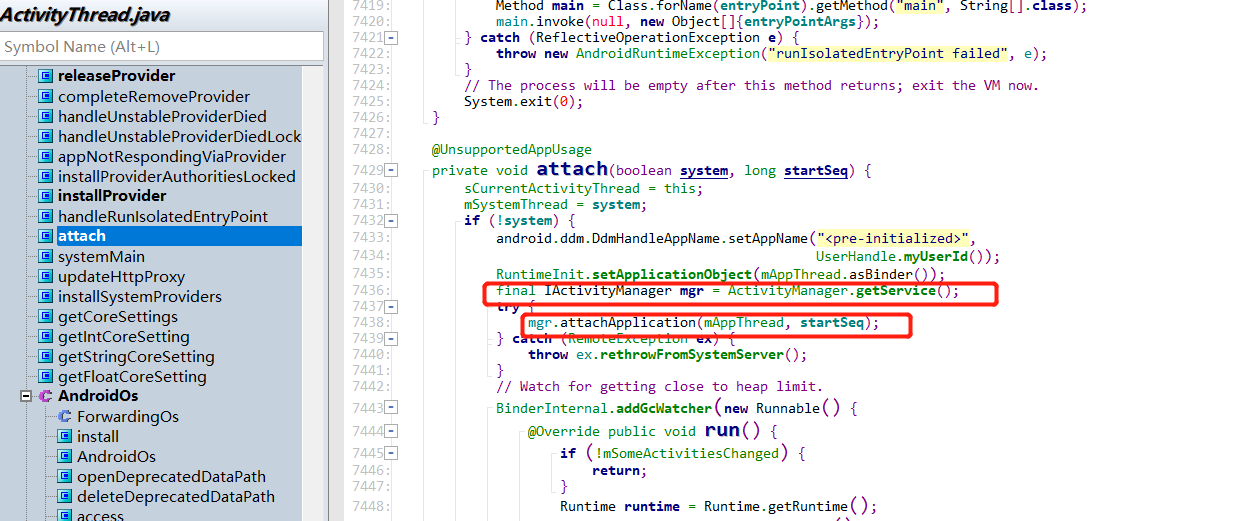 ActivityThread.java
Symbol Name (Alt+L)
releaseProvider
completeRemoveProvider
handleUnstableProviderDied
handleUnstableProviderDiedLock
appNotRespondingViaProvider
installProviderAuthoritiesLocked
installProvider
handleRunIsolatedEntryPoint
attach
systemMain
updateHttpProxy
installSystemProviders
getCoreSettings
getIntCoreSetting
getStringCoreSetting
getFloatCoreSetting
AndroidOs
ForwardingOs
install
AndroidOs
openDeprecatedDataPath
deleteDeprecatedDataPath
access
7419: Method main = Class.forName(entryPoint).getMethod("main", String[].class);
7420: main.invoke(null, new Object[]{entryPointArgs});
7421: } catch (ReflectiveOperationException e) {
7422: throw new AndroidRuntimeException("runIsolatedEntryPoint failed", e);
7423: }
7424: // The process will be empty after this method returns; exit the VM now.
7425: System.exit(0);
7426: }
7427:
7428: @UnsupportedAppUsage
7429: private void attach(boolean system, long startSeq) {
7430: sCurrentActivityThread = this;
7431: mSystemThread = system;
7432: if (!system) {
7433: android.ddm.DdmHandleAppName.setAppName("<pre-initialized>",
7434: UserHandle.myUserId());
7435: RuntimeInit.setApplicationObject(mAppThread.asBinder());
7436: final IActivityManager mgr = ActivityManager.getService();
7437: try {
7438: mgr.attachApplication(mAppThread, startSeq);
7439: } catch (RemoteException ex) {
7440: throw ex.rethrowFromSystemServer();
7441: }
7442: // Watch for getting close to heap limit.
7443: BinderInternal.addGcWatcher(new Runnable() {
7444: @Override public void run() {
7445: if (!mSomeActivitiesChanged) {
7446: return;
7447: }
7448: Runtime runtime = Runtime.getRuntime();